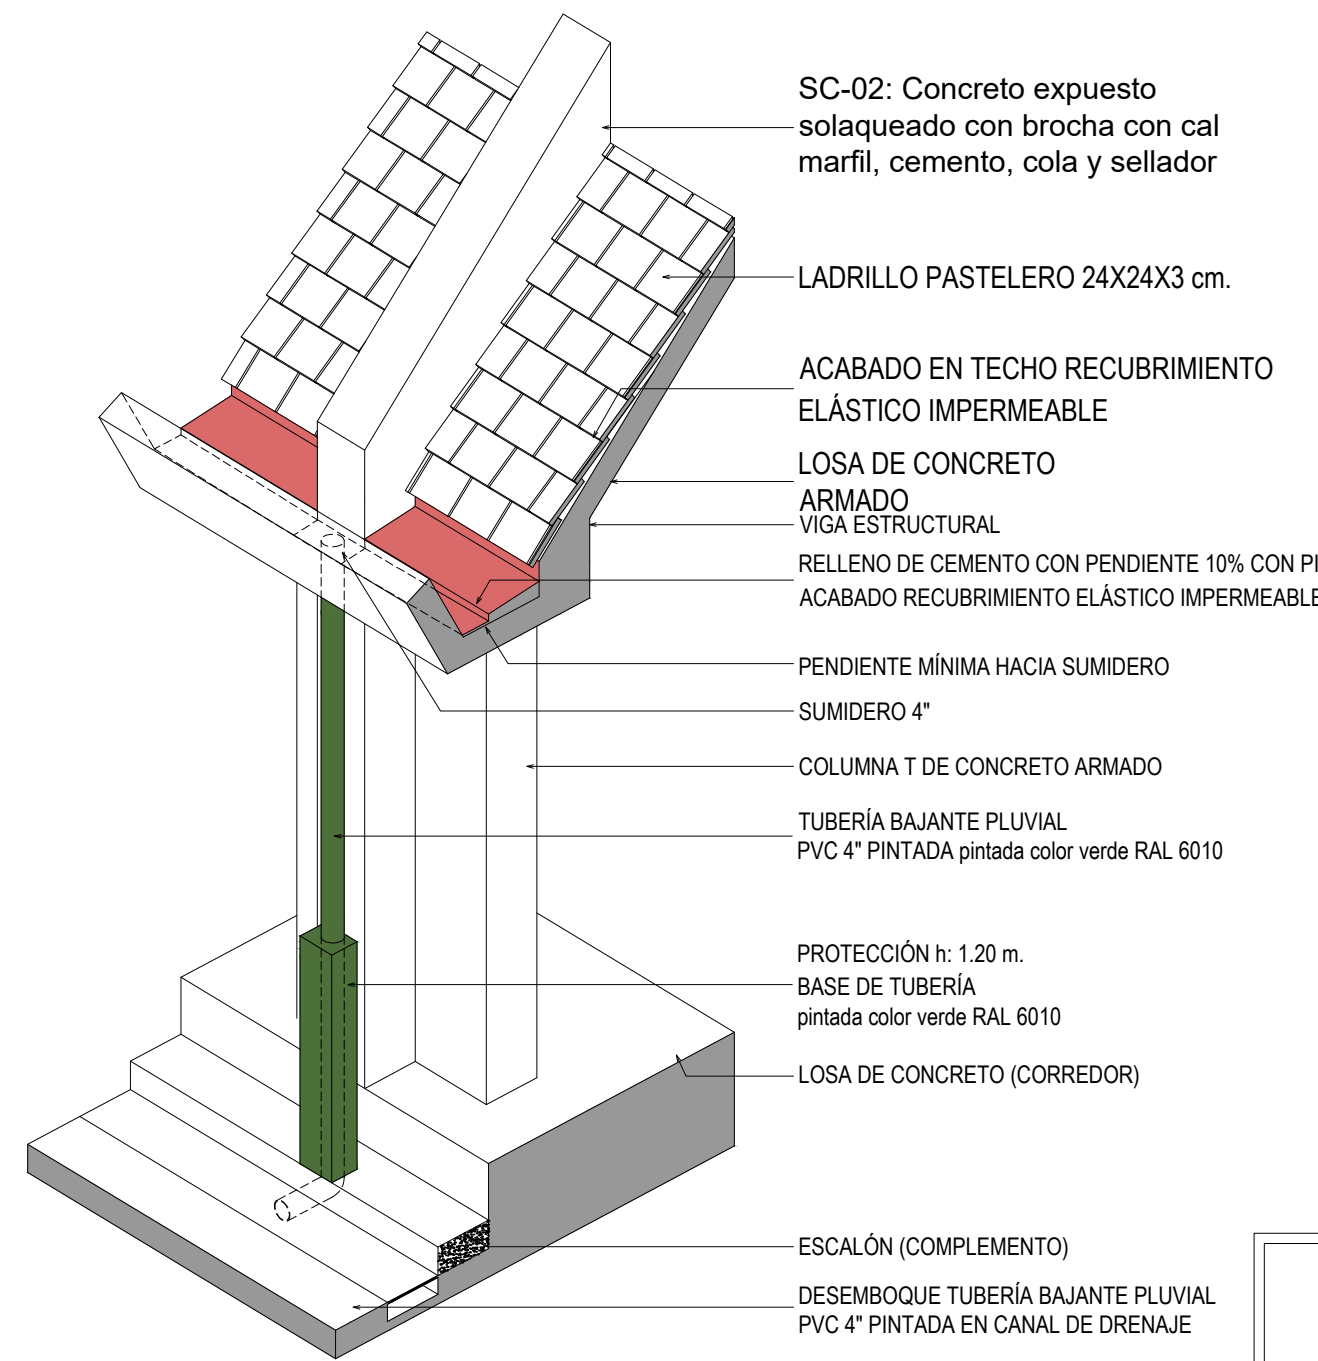 SC-02: Concreto expuesto
solaqueado con brocha con cal
marfil, cemento, cola y sellador
LADRILLO PASTELERO 24X24X3 cm.
ACABADO EN TECHO RECUBRIMIENTO
ELÁSTICO IMPERMEABLE
LOSA DE CONCRETO
ARMADO
VIGA ESTRUCTURAL
RELLENO DE CEMENTO CON PENDIENTE 10% CON
ACABADO RECUBRIMIENTO ELÁSTICO IMPERMEABLE
PENDIENTE MÍNIMA HACIA SUMIDERO
SUMIDERO 4"
COLUMNA T DE CONCRETO ARMADO
TUBERÍA BAJANTE PLUVIAL
PVC 4" PINTADA pintada color verde RAL 6010
PROTECCIÓN h: 1.20 m.
BASE DE TUBERÍA
pintada color verde RAL 6010
LOSA DE CONCRETO (CORREDOR)
ESCALÓN (COMPLEMENTO)
DESEMBOQUE TUBERÍA BAJANTE PLUVIAL
PVC 4" PINTADA EN CANAL DE DRENAJE